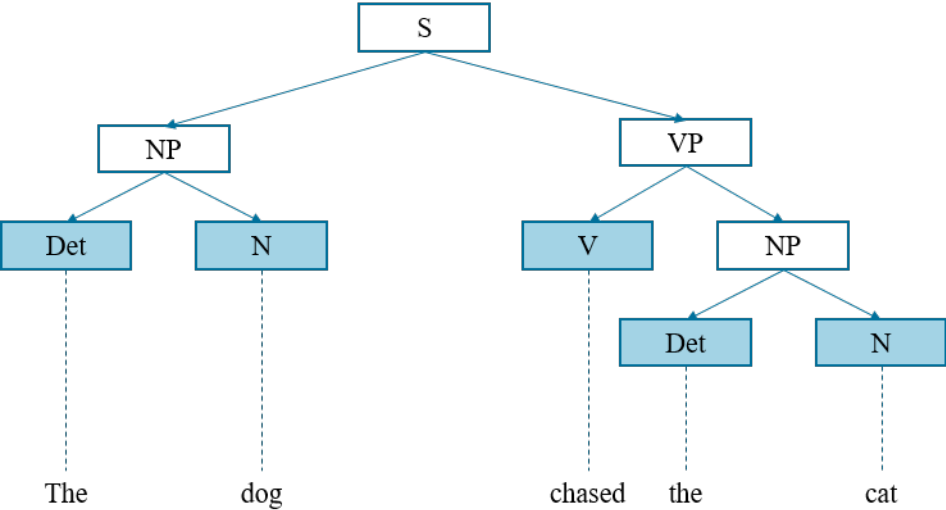 S
NP
VP
Det
N
V
NP
Det
N
The dog chased the cat